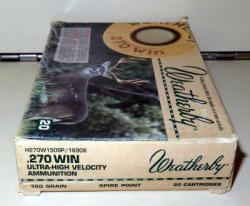 270 WIN
Weatherby
20
H270W150SP/16906
.270 WIN
ULTRA-HIGH VELOCITY
AMMUNITION
Weatherby
150 GRAIN SPIRE POINT 20 CARTRIDGES